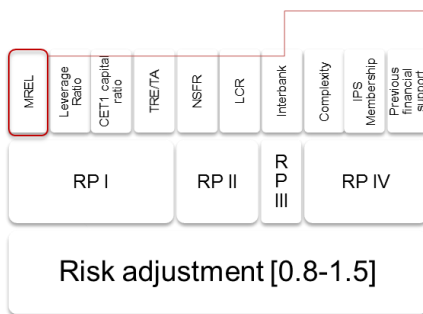 MREL
Leverage
Ratio
CET1 capital
ratio
TRE/TA
NSFR
LCR
Interbank
Complexity
IPS
Membership
Previous
financial
support
RP I
RP II
R
P
III
RP IV
Risk adjustment [0.8-1.5]